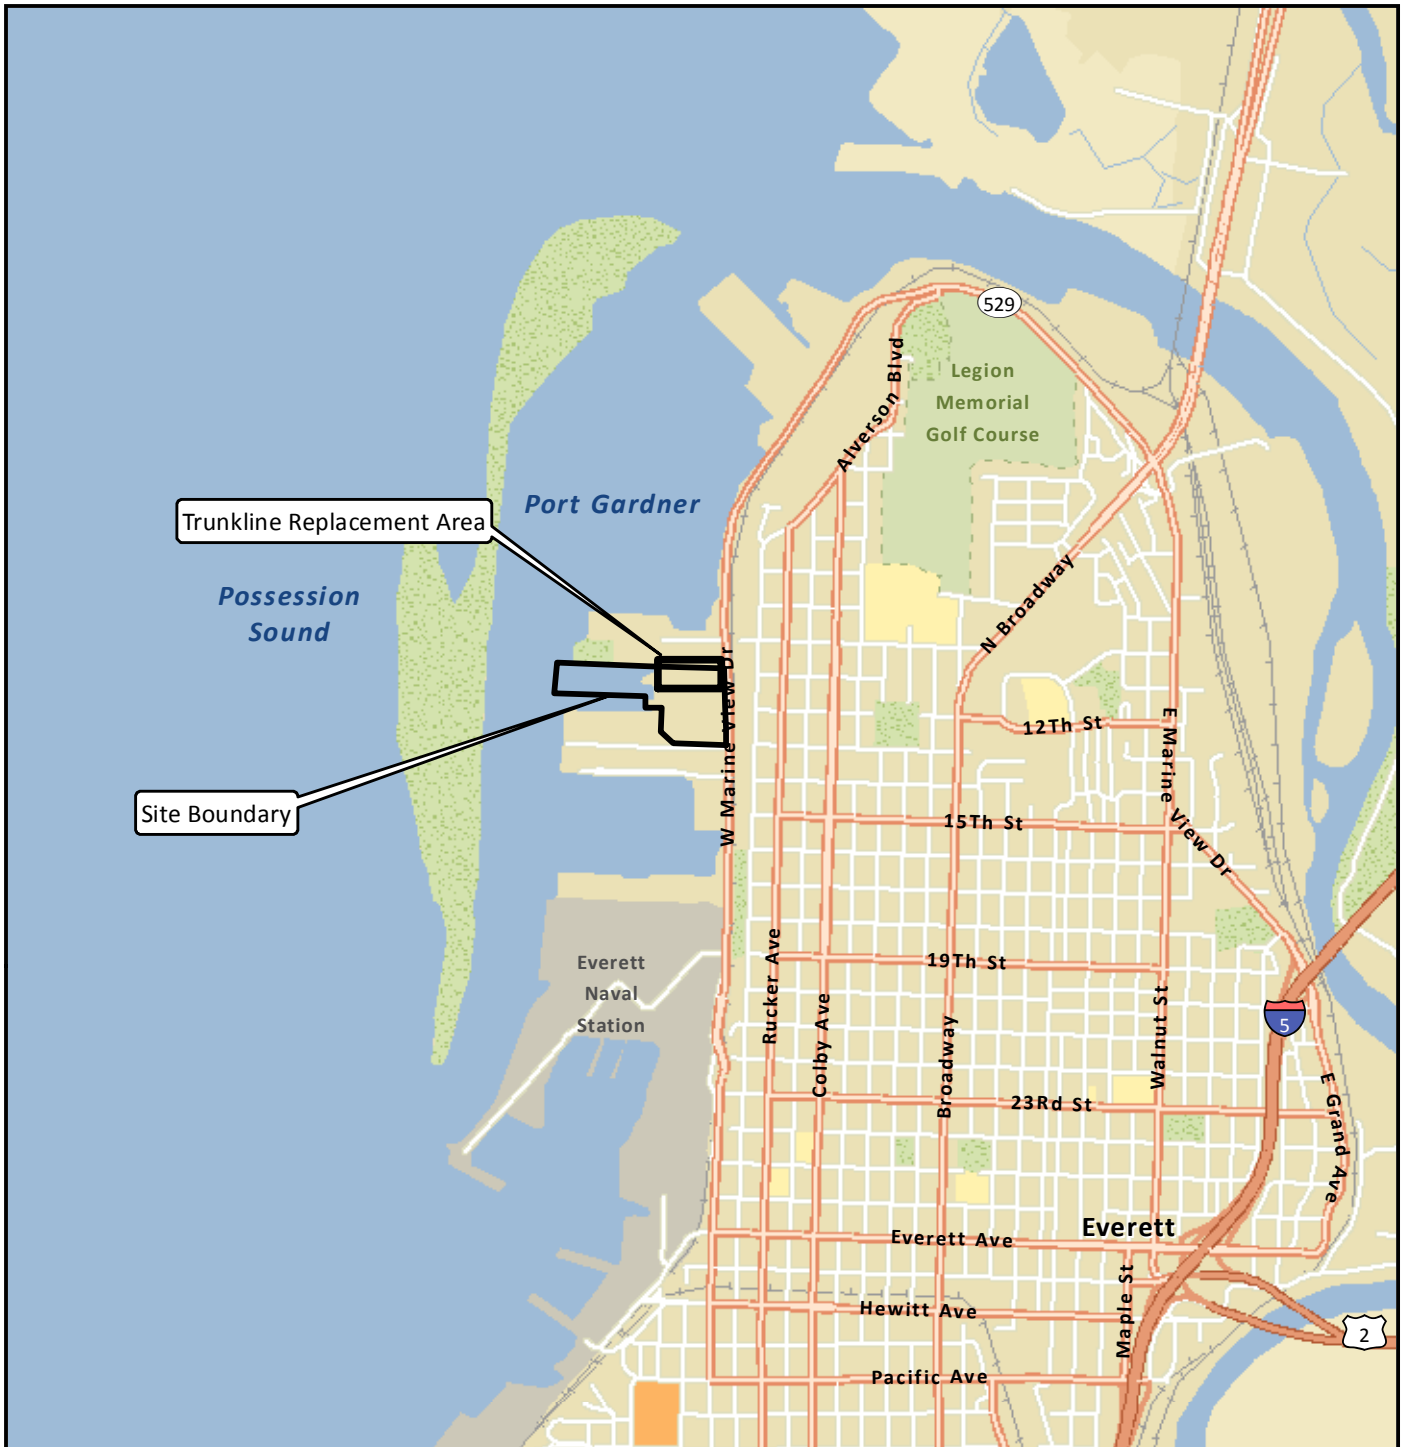 529
Legion
Memorial
Golf Course
Alverson Blvd
Port Gardner
Trunkline Replacement Area
Possession
Sound
N Broadway
W Marine View Dr
12Th St
E Marine View Dr
Site Boundary
15Th St
19Th St
Everett
Naval
Station
Rucker Ave
Colby Ave
Broadway
Walnut St
5
23Rd St
E Grand Ave
Everett
Everett Ave
Maple St
Hewitt Ave
2
Pacific Ave